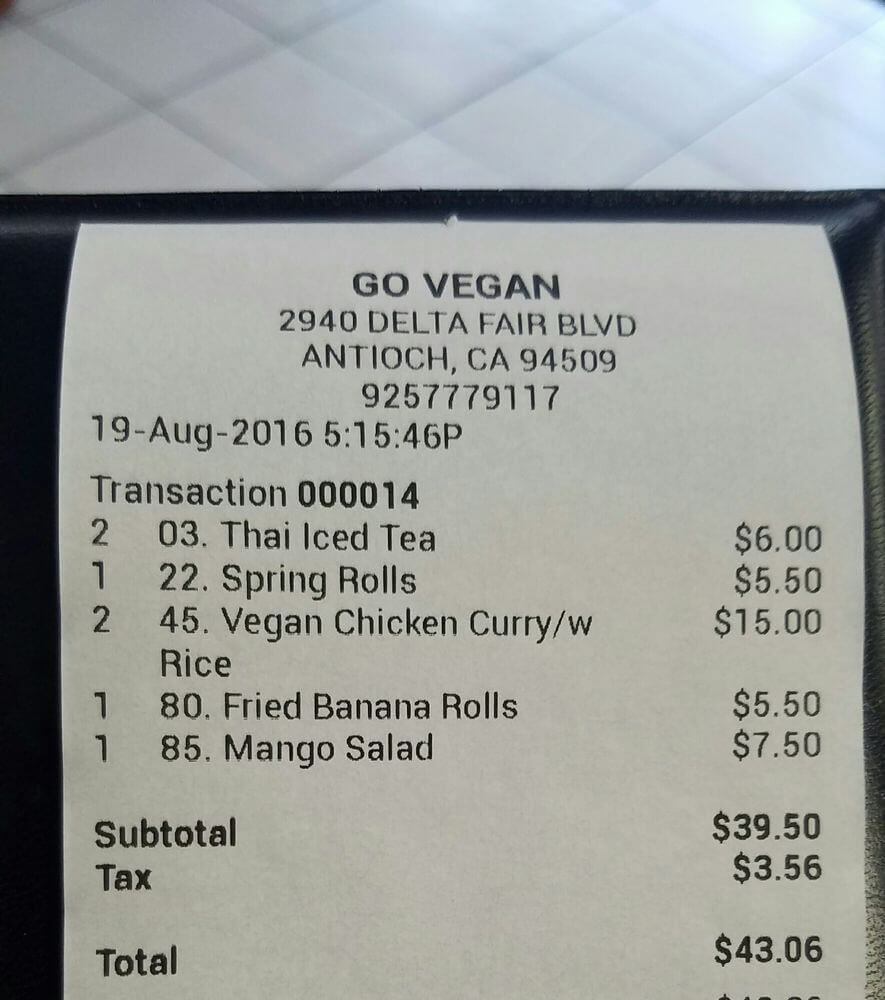 GO VEGAN
2940 DELTA FAIR BLVD
ANTIOCH, CA 94509
9257779117
19-Aug-2016 5:15:46P
Transaction 000014
2 03. Thai Iced Tea $6.00
1 22. Spring Rolls $5.50
2 45. Vegan Chicken Curry/w $15.00
Rice
1 80. Fried Banana Rolls $5.50
1 85. Mango Salad $7.50
Subtotal $39.50
Tax $3.56
Total $43.06